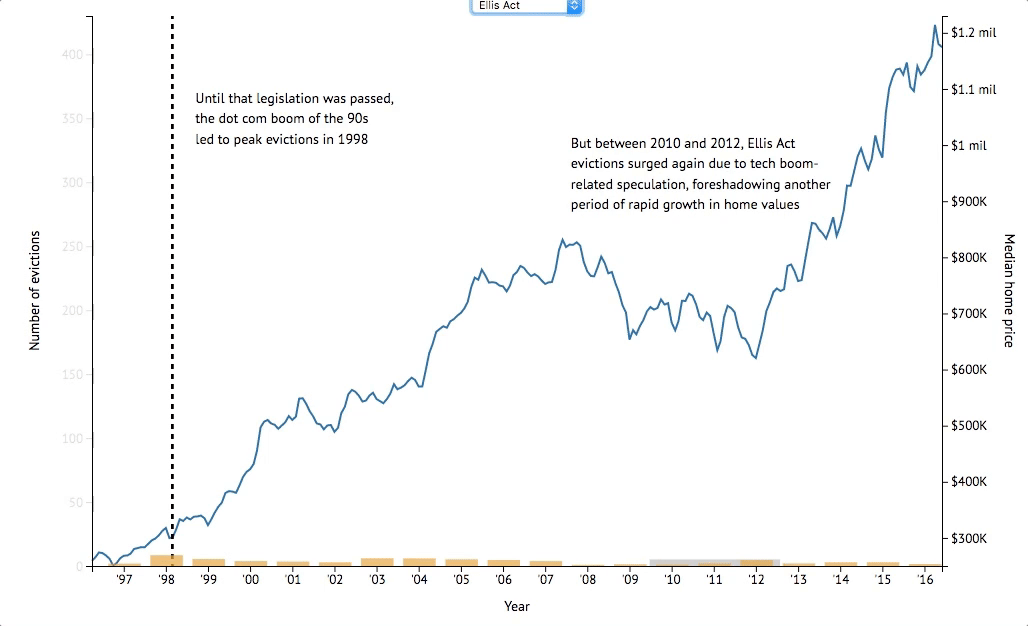 Ellis Act
400
350
300
250
200
150
100
50
0
Number of evictions
Until that legislation was passed,
the dot com boom of the 90s
led to peak evictions in 1998
But between 2010 and 2012, Ellis Act
evictions surged again due to tech boom-
related speculation, foreshadowing another
period of rapid growth in home values
$1.2 mil
$1.1 mil
$1 mil
$900K
$800K
$700K
$600K
$500K
$400K
$300K
Median home price
'97 '98 '99 '00 '01 '02 '03 '04 '05 '06 '07 '08 '09 '10 '11 '12 '13 '14 '15 '16
Year